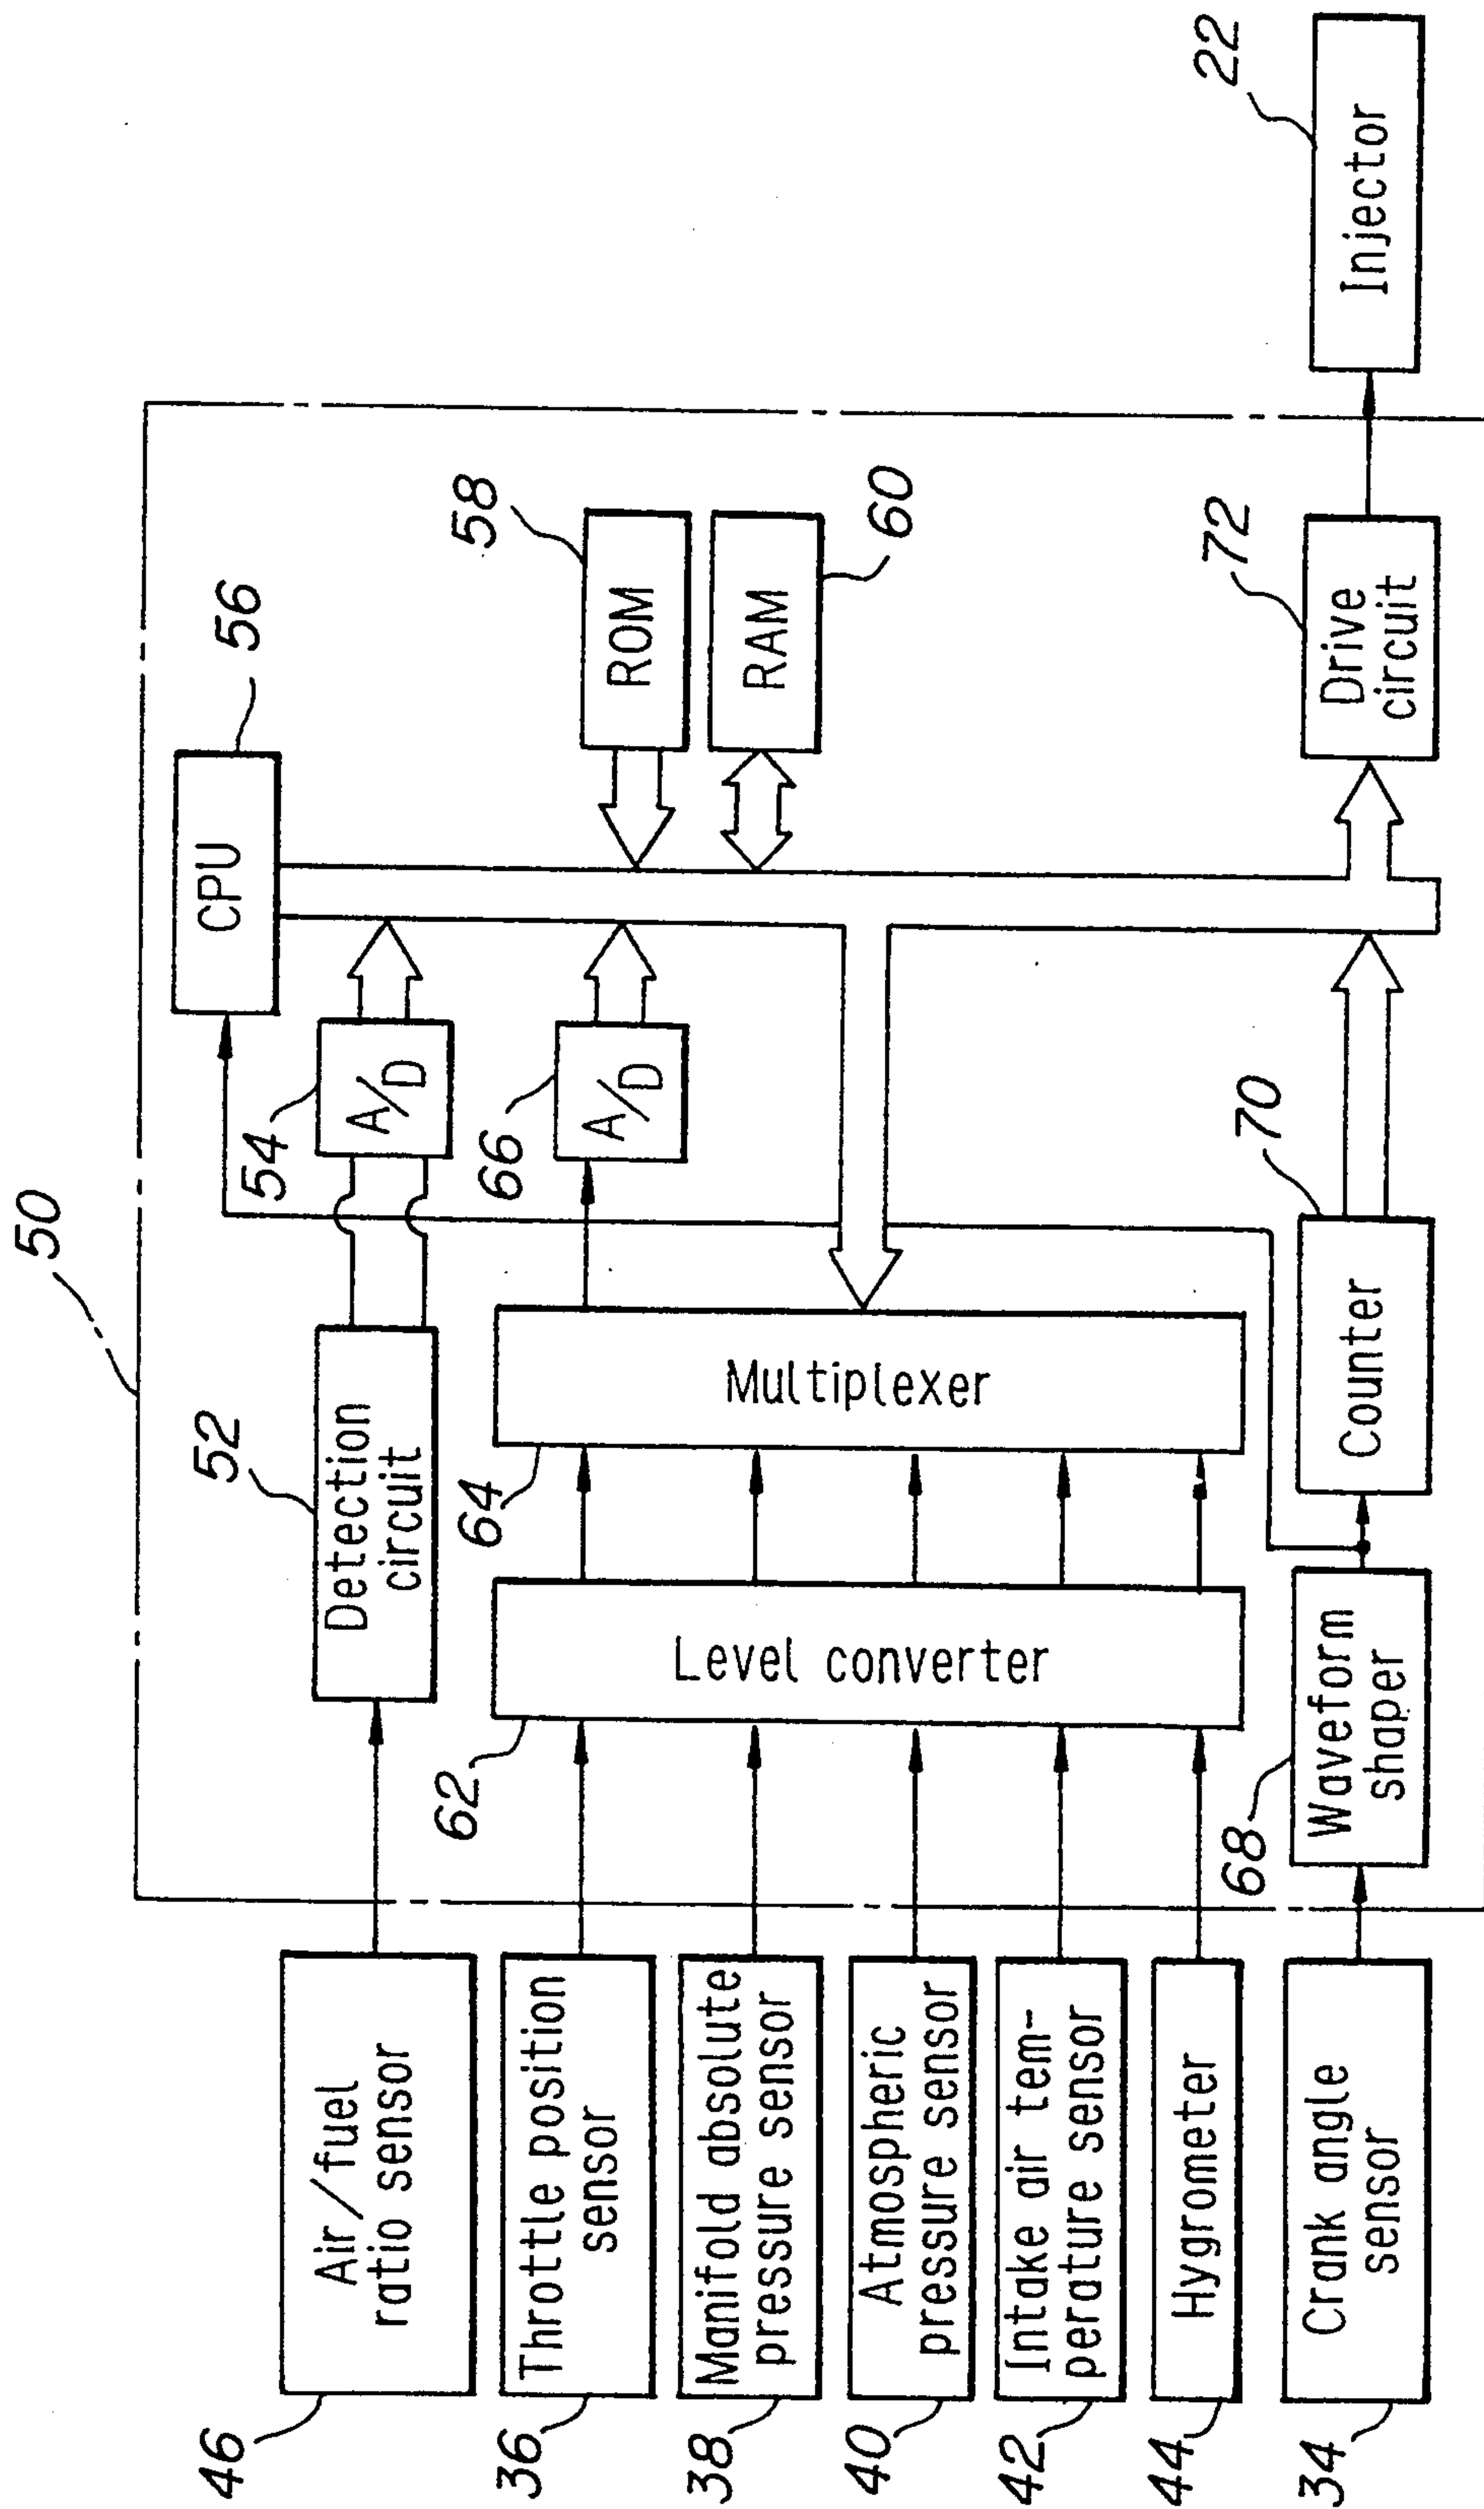 50
46
Air/fuel
ratio sensor
52
Detection
circuit
54
A/D
CPU
56
36
Throttle position
sensor
62
Level converter
64
Multiplexer
66
A/D
ROM
58
38
Manifold absolute
pressure sensor
RAM
60
40
Atmospheric
pressure sensor
42
Intake air tem-
perature sensor
44
Hygrometer
34
Crank angle
sensor
68
Waveform
shaper
70
Counter
72
Drive
circuit
22
Injector